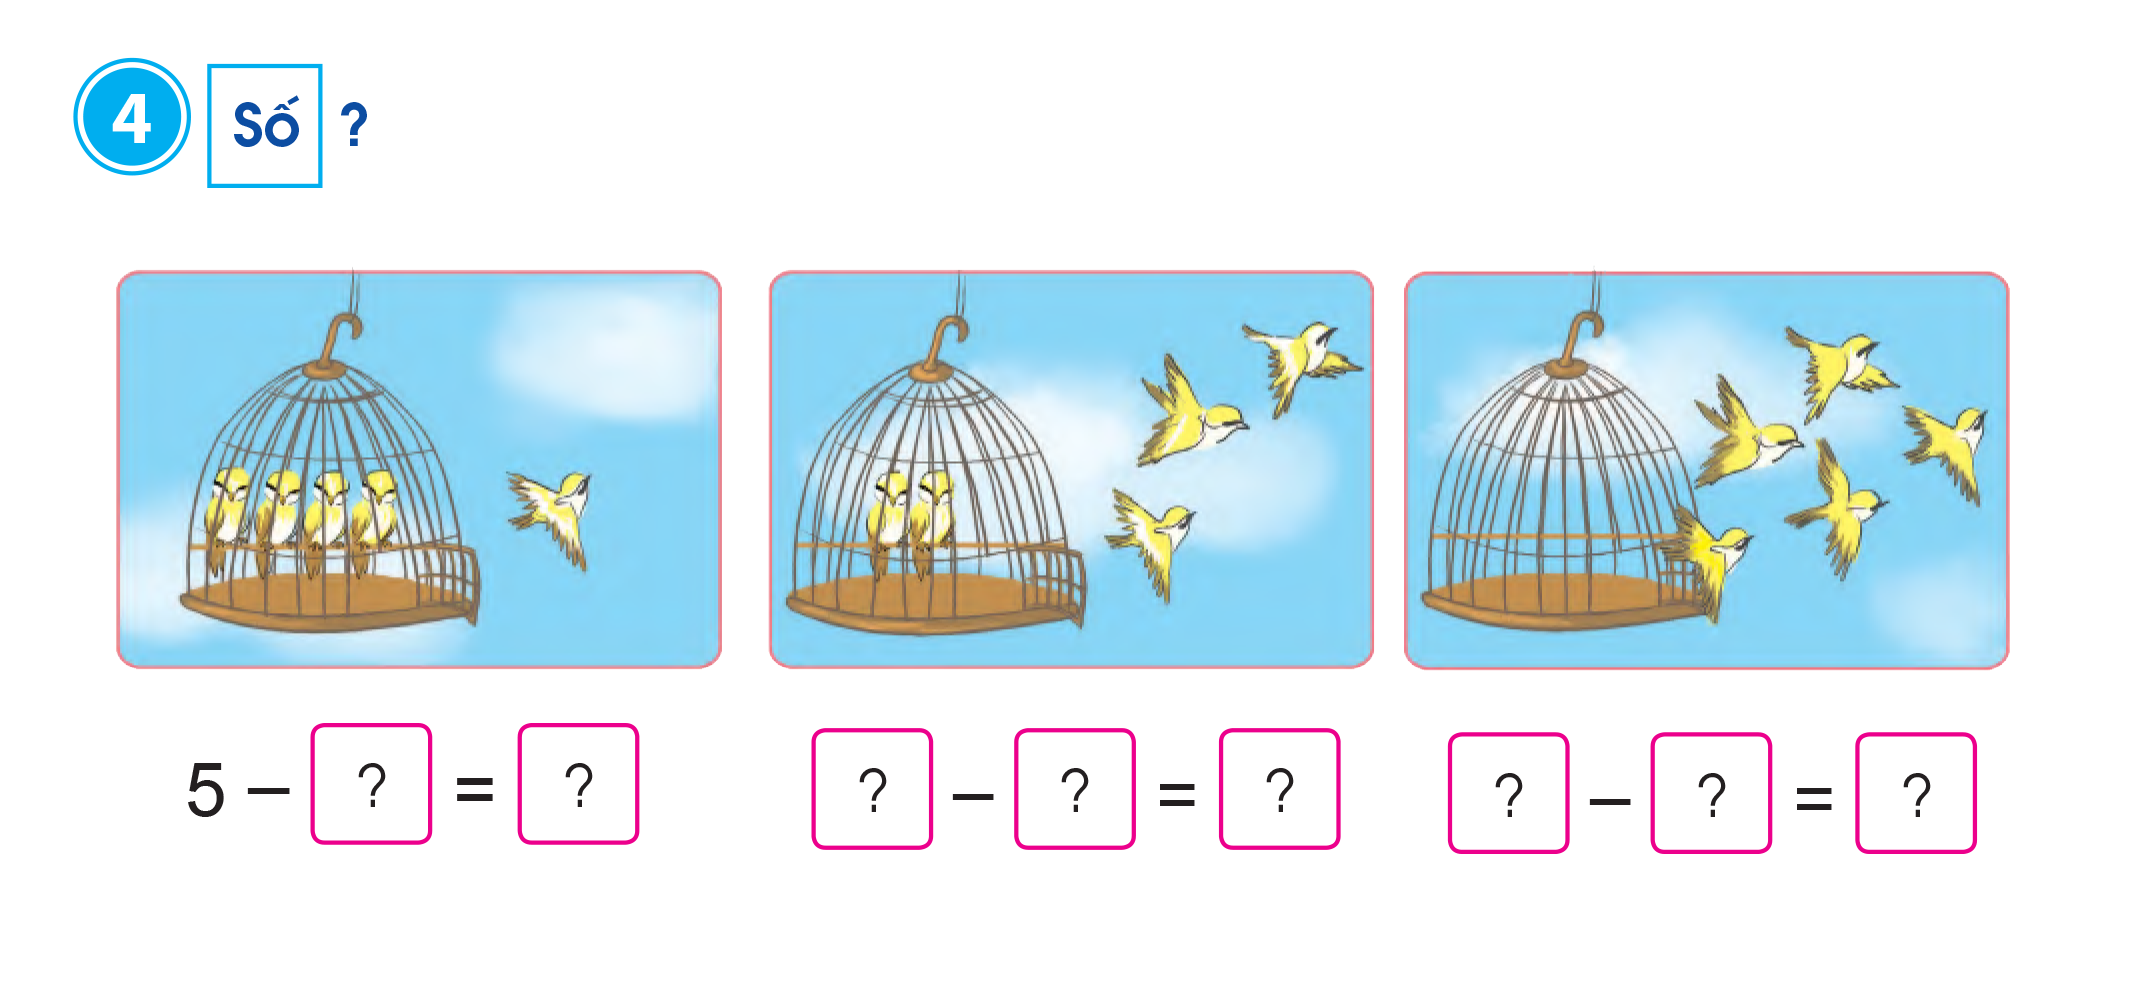 4 Số ?
5 – ? = ? ? – ? = ? ? – ? = ?